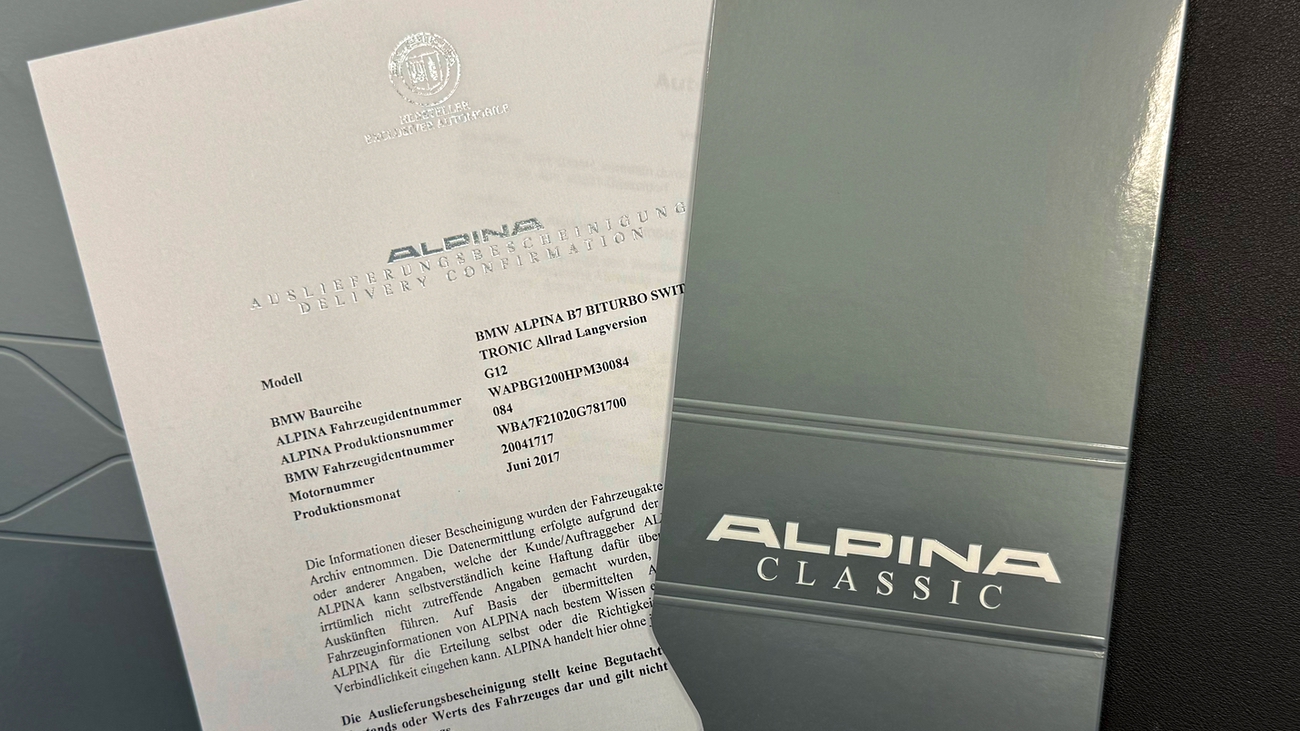 HERSTELLER
EXCLUSIVER AUTOMOBILE
ALPINA
AUSLIEFERUNGSBESCHEINIGUNG
DELIVERY CONFIRMATION
Modell BMW ALPINA B7 BITURBO SWIT
TRONIC Allrad Langversion
BMW Baureihe G12
ALPINA Fahrzeugidentnummer WAPBG1200HPM30084
ALPINA Produktionsnummer 084
BMW Fahrzeugidentnummer WBA7F21020G781700
Motornummer 20041717
Produktionsmonat Juni 2017
Die Informationen dieser Bescheinigung wurden der Fahrzeugakte
Archiv entnommen. Die Datenermittlung erfolgte aufgrund der
oder anderer Angaben, welche der Kunde/Auftraggeber AL
ALPINA kann selbstverständlich keine Haftung dafür übe
irrtümlich nicht zutreffende Angaben gemacht wurden,
Auskünften führen. Auf Basis der übermittelten A
Fahrzeuginformationen von ALPINA nach bestem Wissen
ALPINA für die Erteilung selbst oder die Richtigkei
Verbindlichkeit eingehen kann. ALPINA handelt hier ohne
Die Auslieferungsbescheinigung stellt keine Begutacht
stands oder Werts des Fahrzeuges dar und gilt nicht
ALPINA
CLASSIC